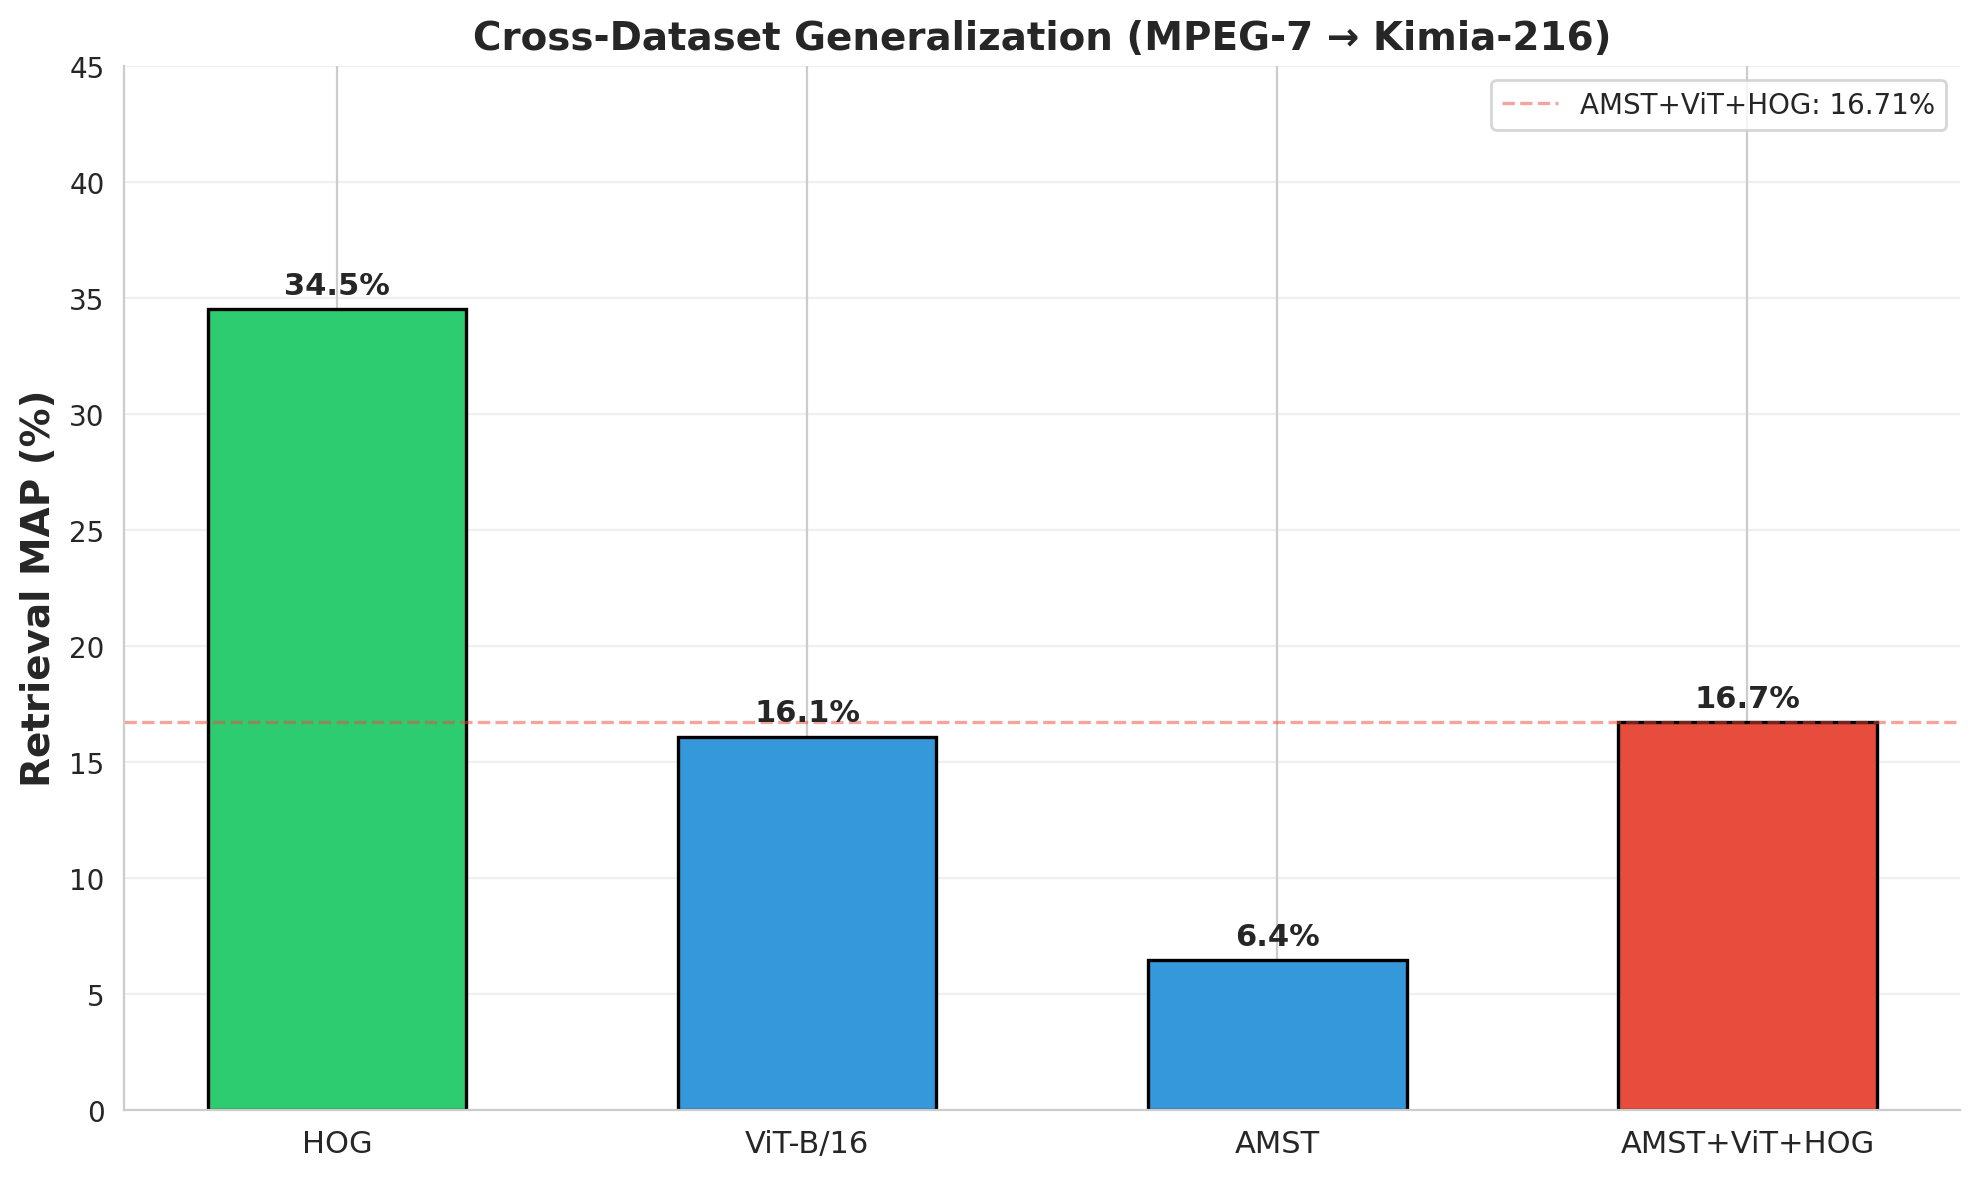 Cross-Dataset Generalization (MPEG-7 → Kimia-216)
AMST+ViT+HOG: 16.71%
Retrieval MAP (%)
45
40
35
30
25
20
15
10
5
0
34.5%
16.1%
6.4%
16.7%
HOG
ViT-B/16
AMST
AMST+ViT+HOG